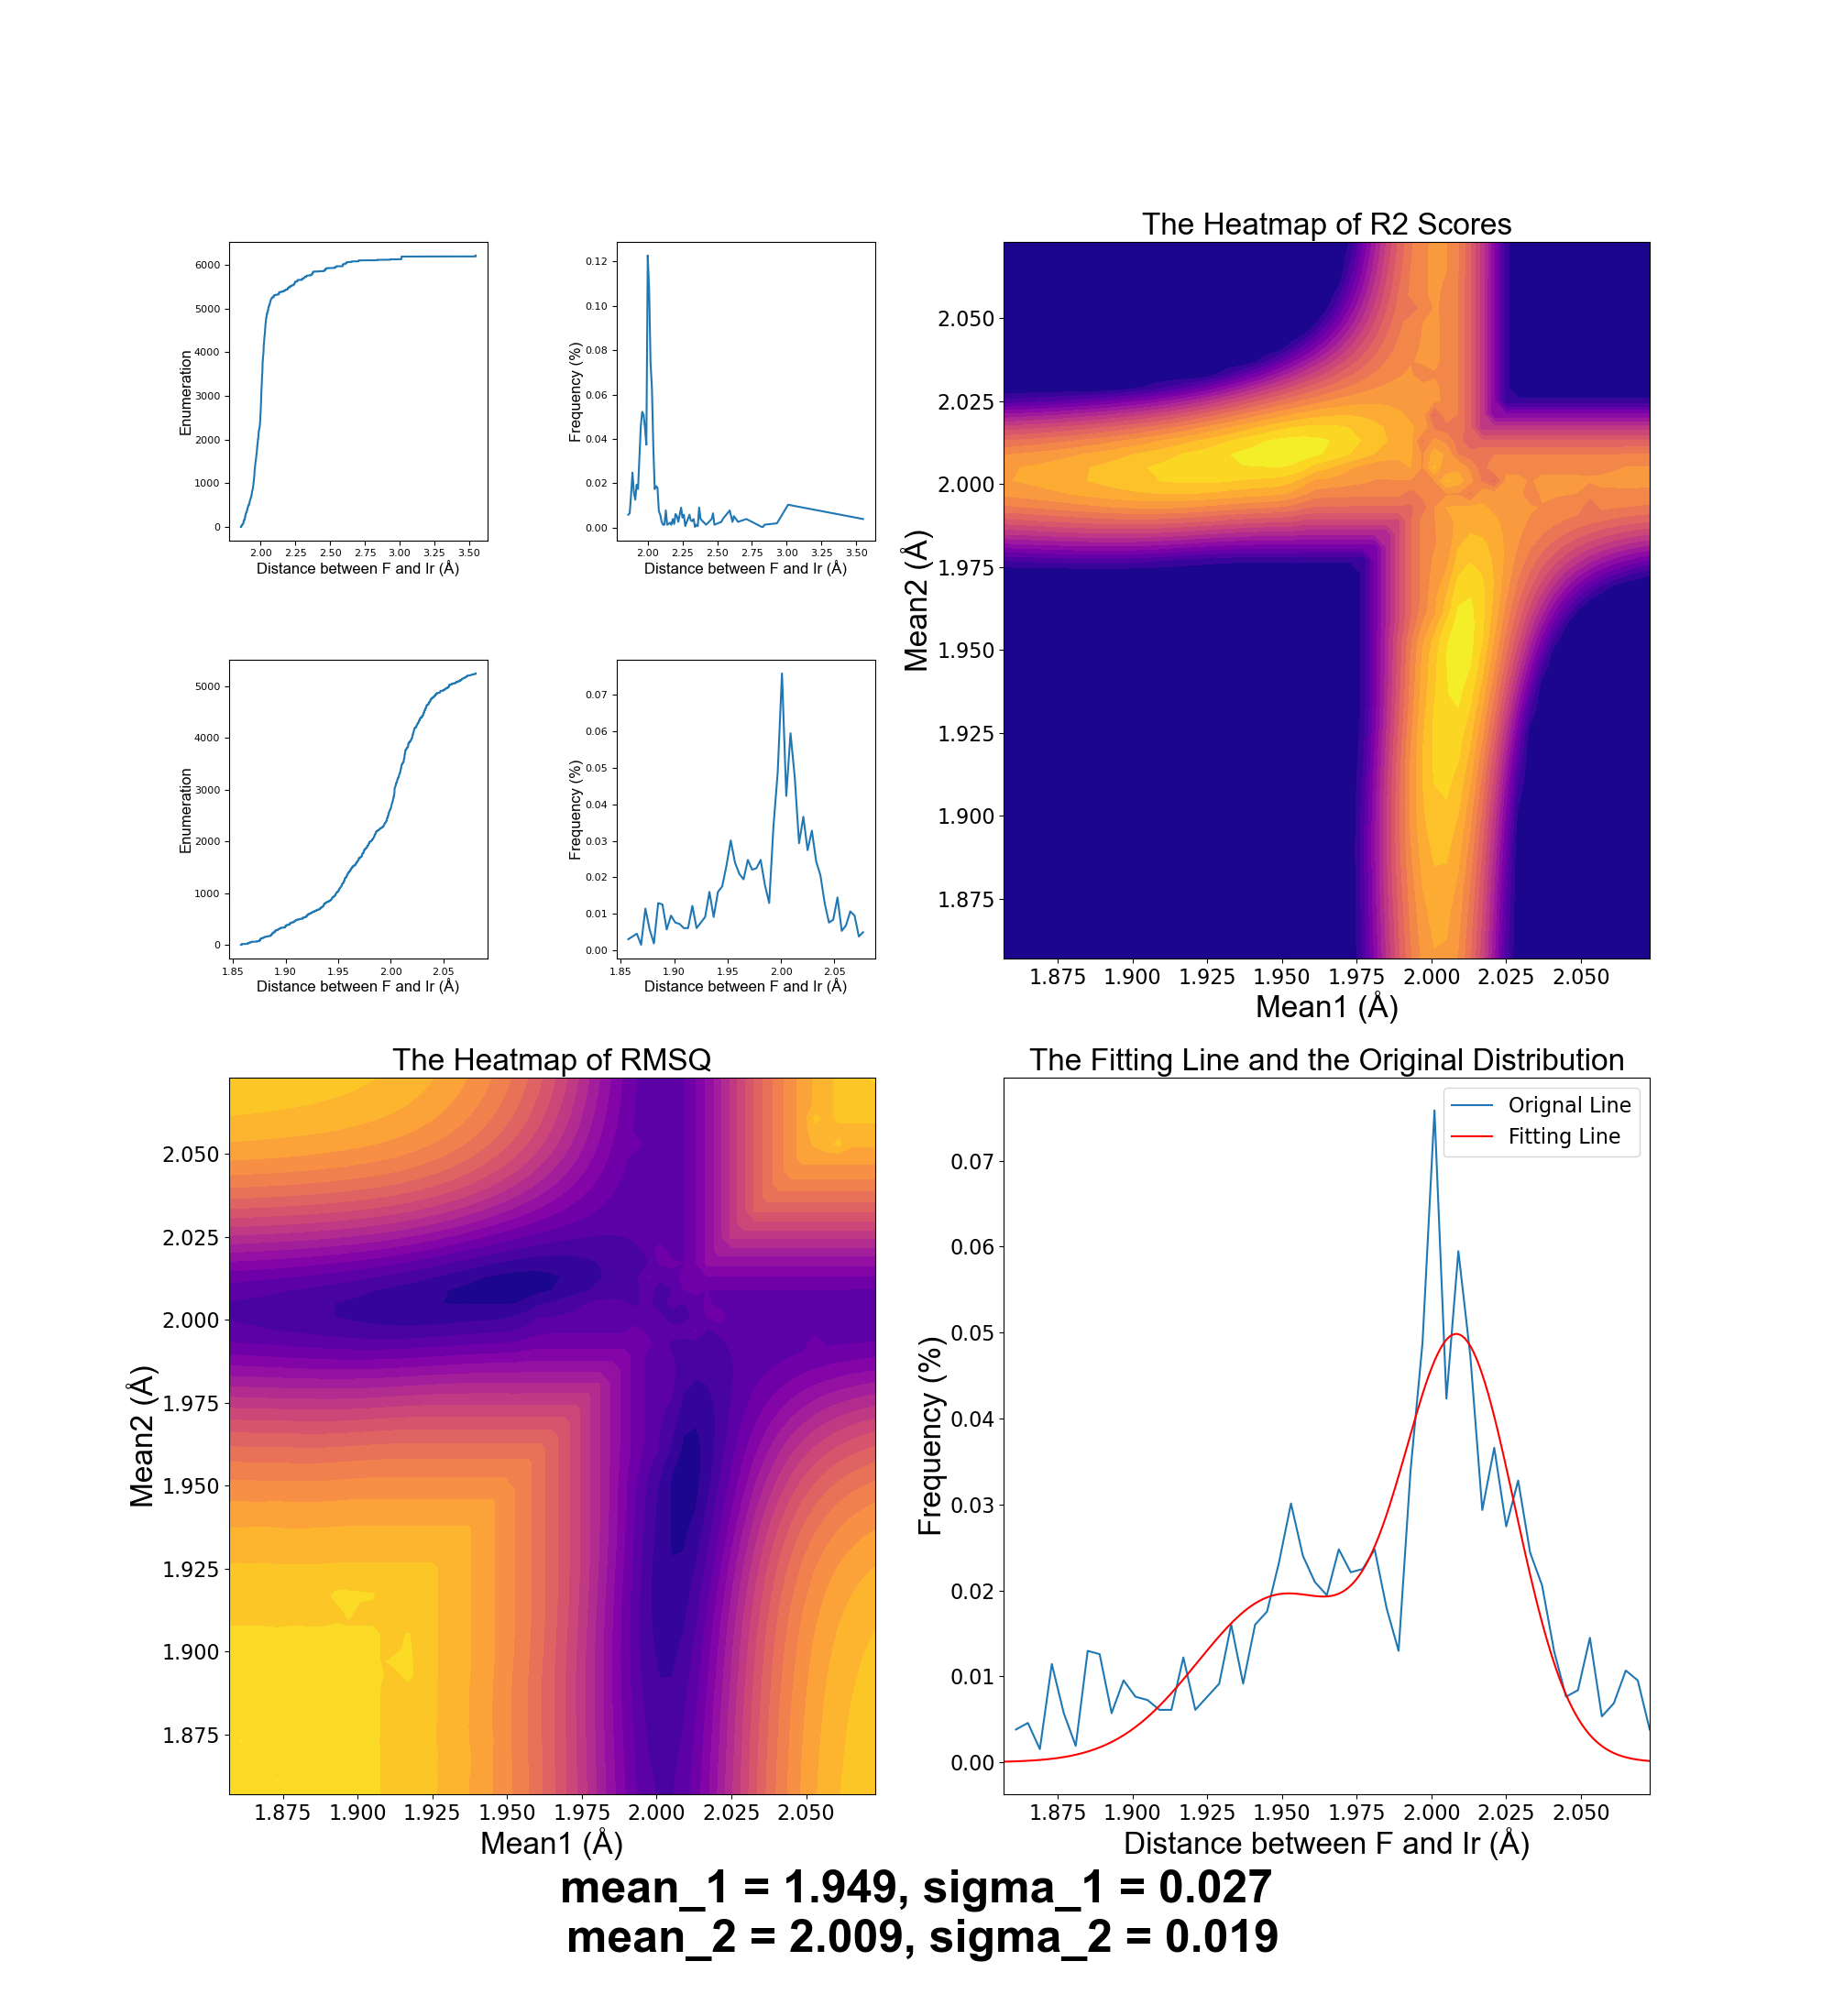 6000
5000
4000
3000
2000
1000
0
Enumeration
2.00 2.25 2.50 2.75 3.00 3.25 3.50
Distance between F and Ir (Å)
0.12
0.10
0.08
0.06
0.04
0.02
0.00
Frequency (%)
2.00 2.25 2.50 2.75 3.00 3.25 3.50
Distance between F and Ir (Å)
5000
4000
3000
2000
1000
0
Enumeration
1.85 1.90 1.95 2.00 2.05
Distance between F and Ir (Å)
0.07
0.06
0.05
0.04
0.03
0.02
0.01
0.00
Frequency (%)
1.85 1.90 1.95 2.00 2.05
Distance between F and Ir (Å)
The Heatmap of R2 Scores
2.050
2.025
2.000
1.975
1.950
1.925
1.900
1.875
Mean2 (Å)
1.875 1.900 1.925 1.950 1.975 2.000 2.025 2.050
Mean1 (Å)
The Heatmap of RMSQ
2.050
2.025
2.000
1.975
1.950
1.925
1.900
1.875
Mean2 (Å)
1.875 1.900 1.925 1.950 1.975 2.000 2.025 2.050
Mean1 (Å)
The Fitting Line and the Original Distribution
Orignal Line
Fitting Line
0.07
0.06
0.05
0.04
0.03
0.02
0.01
0.00
Frequency (%)
1.875 1.900 1.925 1.950 1.975 2.000 2.025 2.050
Distance between F and Ir (Å)
mean_1 = 1.949, sigma_1 = 0.027
mean_2 = 2.009, sigma_2 = 0.019